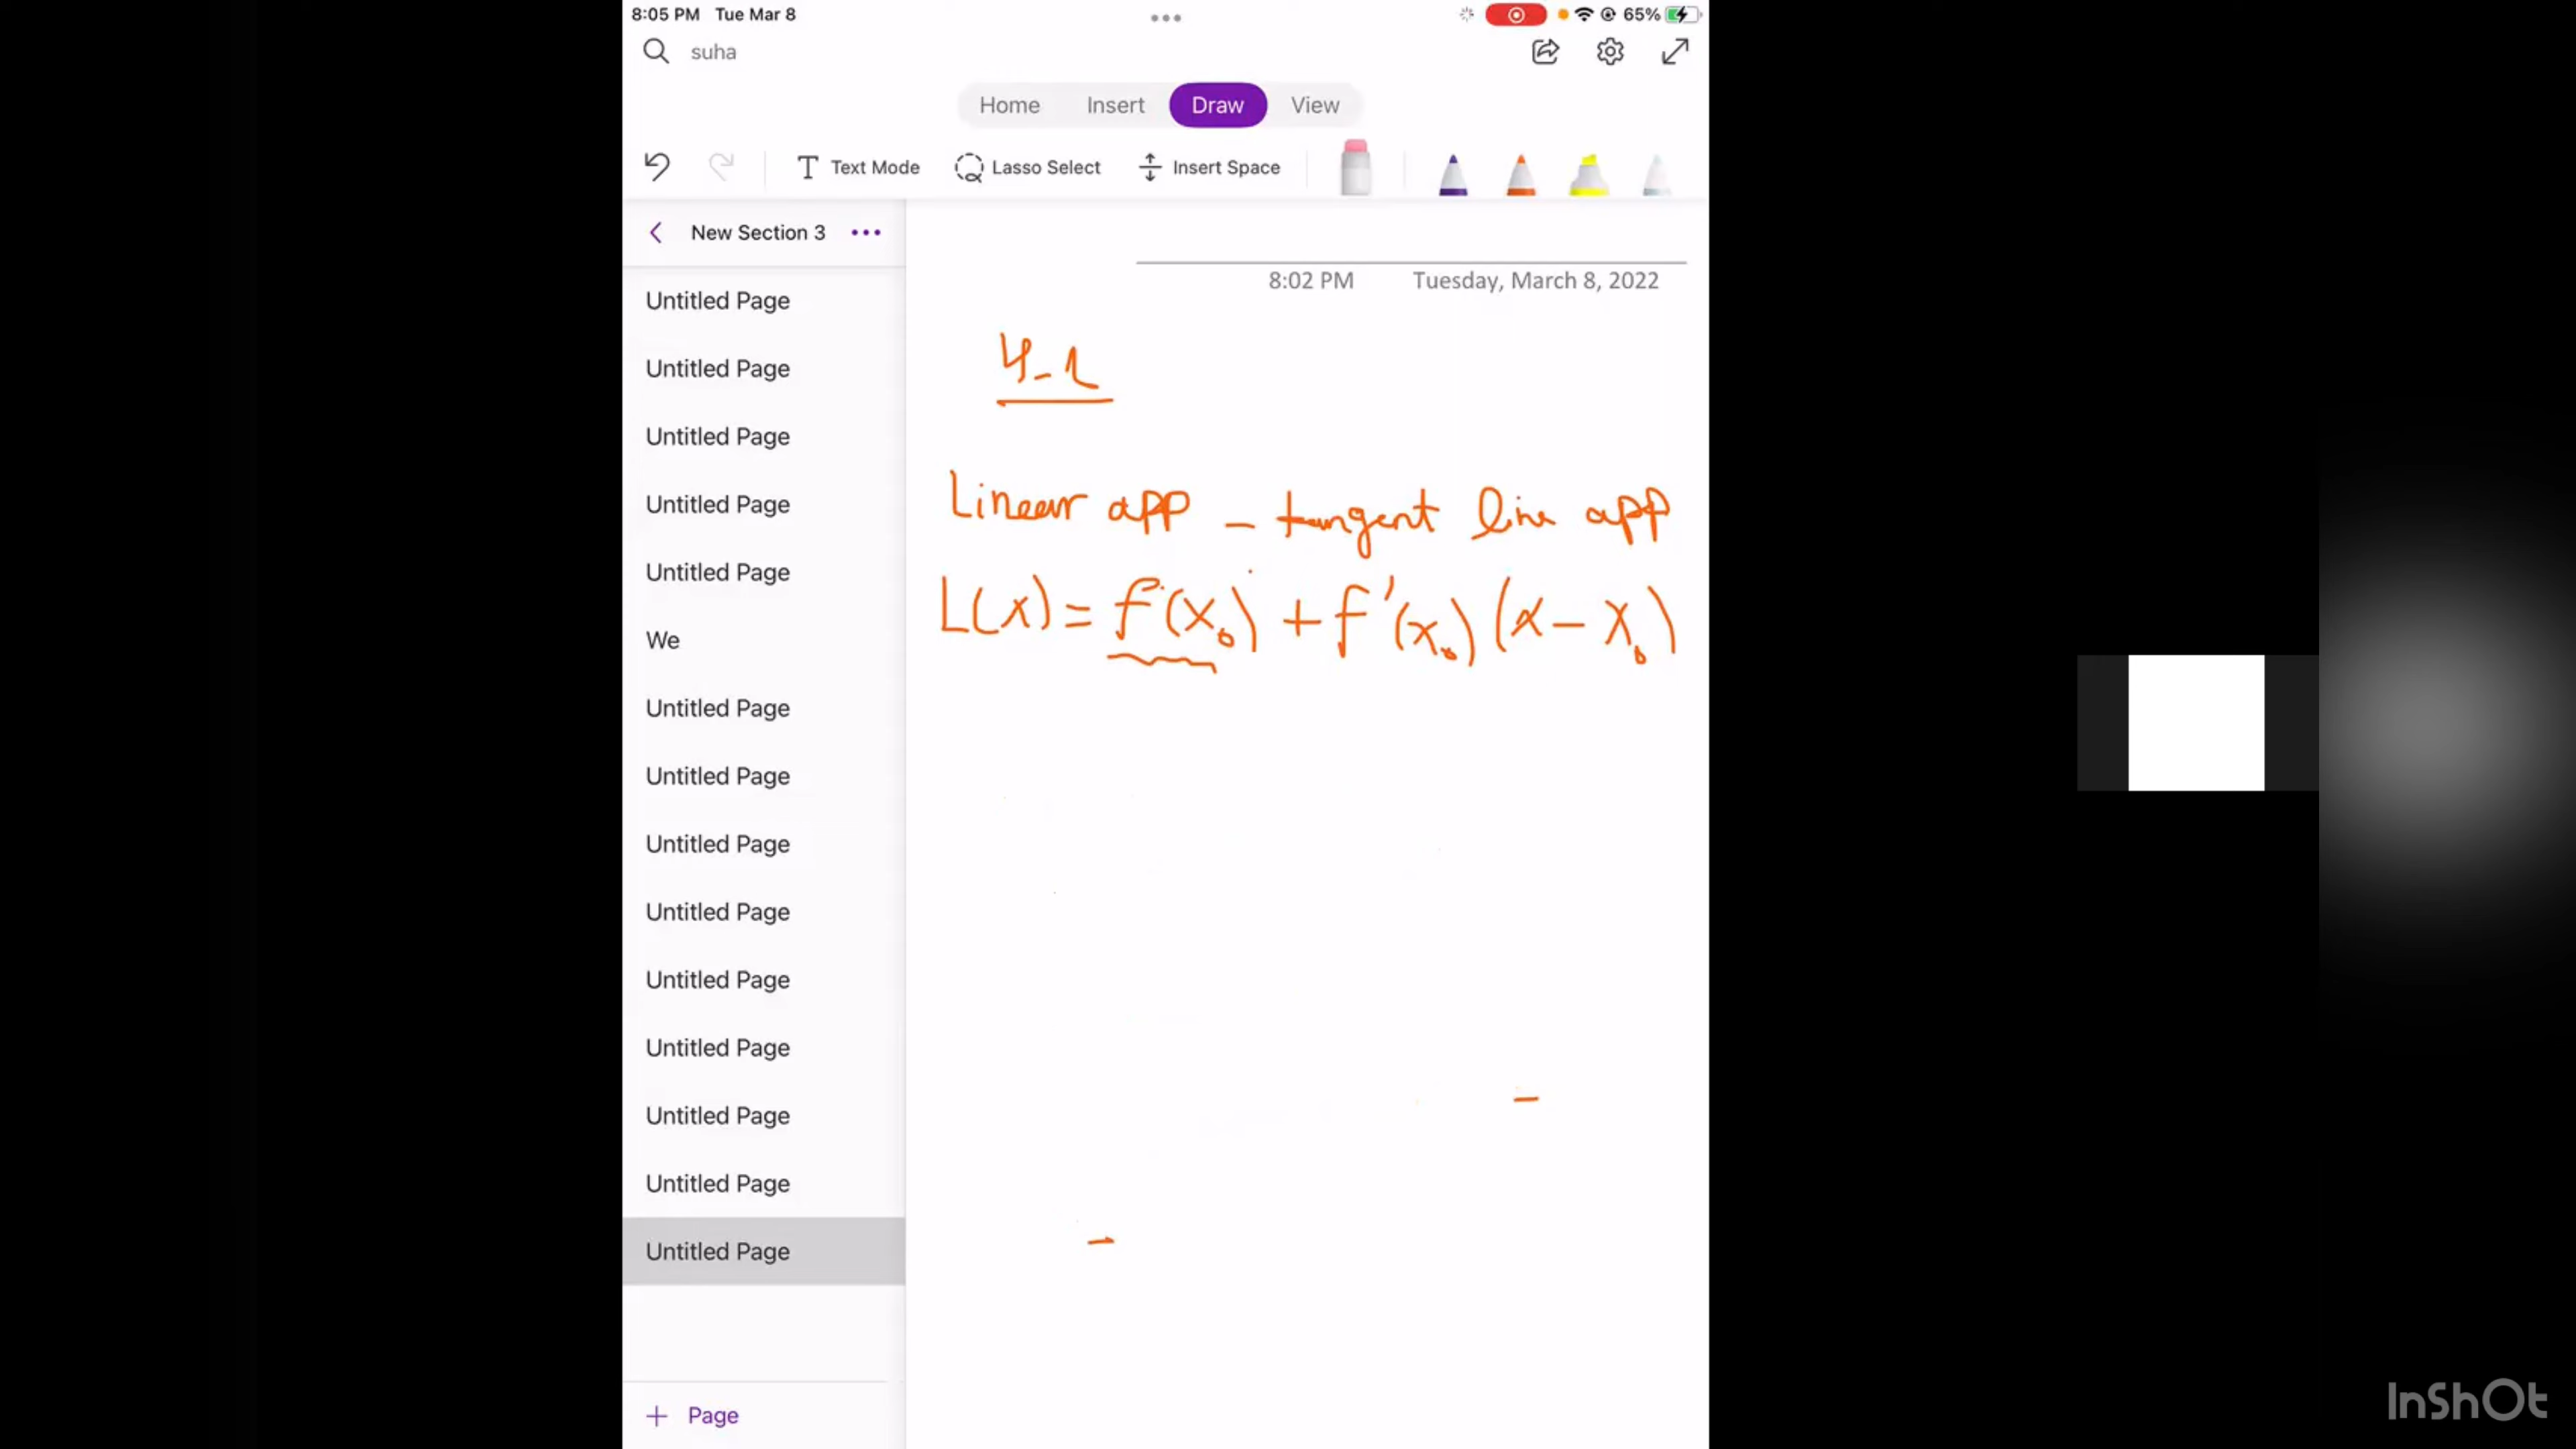 8:05 PM Tue Mar 8
65%
suha
Home Insert Draw View
Text Mode Lasso Select Insert Space
New Section 3
8:02 PM Tuesday, March 8, 2022
Untitled Page
Untitled Page
Untitled Page
Untitled Page
Untitled Page
We
Untitled Page
Untitled Page
Untitled Page
Untitled Page
Untitled Page
Untitled Page
Untitled Page
Untitled Page
Untitled Page
+ Page
4-1
Linear app - tangent line app
L(x) = f(x₀) + f'(x₀)(x - x₀)
InShOt